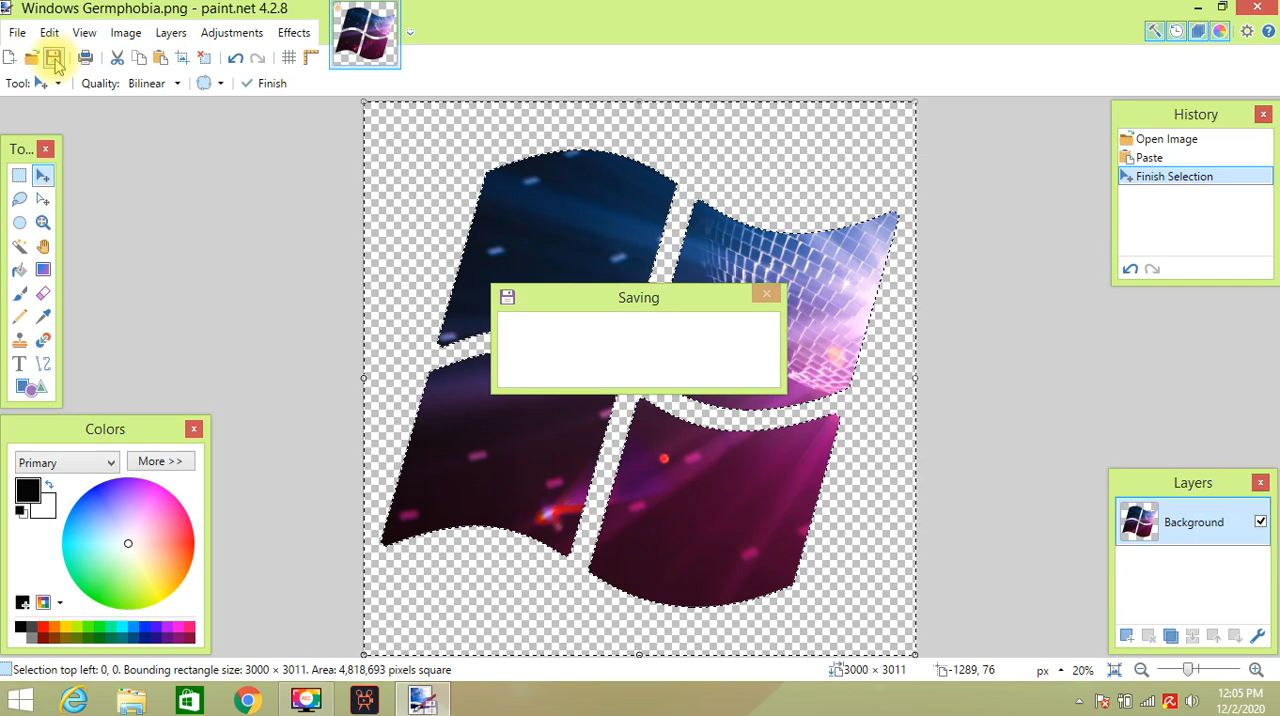 Windows Germphobia.png - paint.net 4.2.8
File Edit View Image Layers Adjustments Effects
Tool: Quality: Bilinear Finish
To...
History
Open Image
Paste
Finish Selection
Saving
Colors
Primary More >>
Layers
Background
Selection top left: 0, 0. Bounding rectangle size: 3000 × 3011. Area: 4,818,693 pixels square 3000 × 3011 -1289, 76 px 20%
REC
12:05 PM
12/2/2020